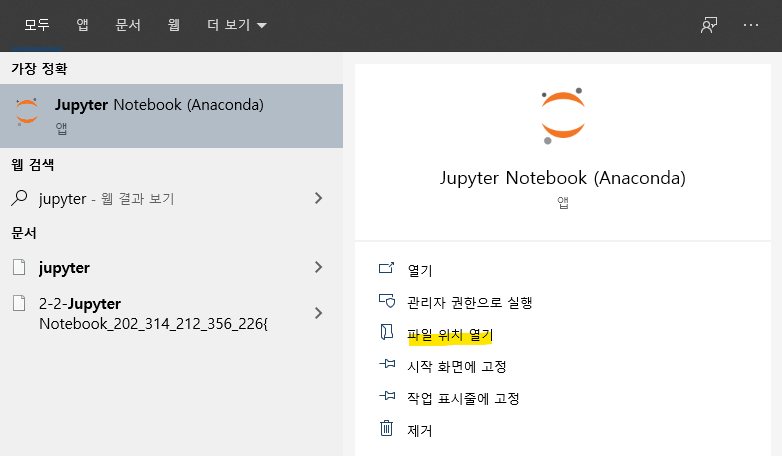 모두 앱 문서 웹 더 보기
가장 정확
Jupyter Notebook (Anaconda)
앱
웹 검색
jupyter - 웹 결과 보기
문서
jupyter
2-2-Jupyter
Notebook_202_314_212_356_226{
Jupyter Notebook (Anaconda)
앱
열기
관리자 권한으로 실행
파일 위치 열기
시작 화면에 고정
작업 표시줄에 고정
제거